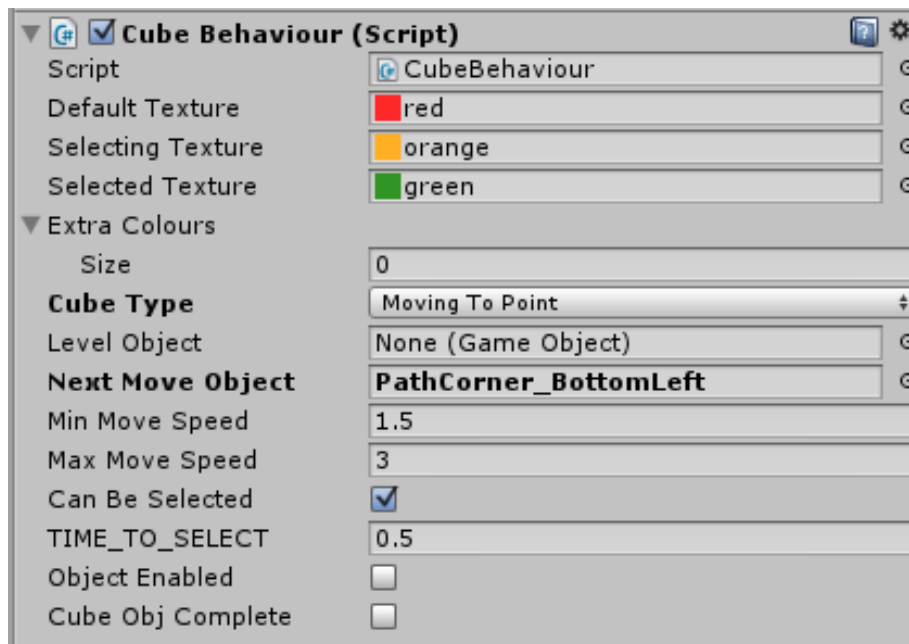 Cube Behaviour (Script)
Script CubeBehaviour
Default Texture red
Selecting Texture orange
Selected Texture green
Extra Colours
Size 0
Cube Type Moving To Point
Level Object None (Game Object)
Next Move Object PathCorner_BottomLeft
Min Move Speed 1.5
Max Move Speed 3
Can Be Selected
TIME_TO_SELECT 0.5
Object Enabled
Cube Obj Complete